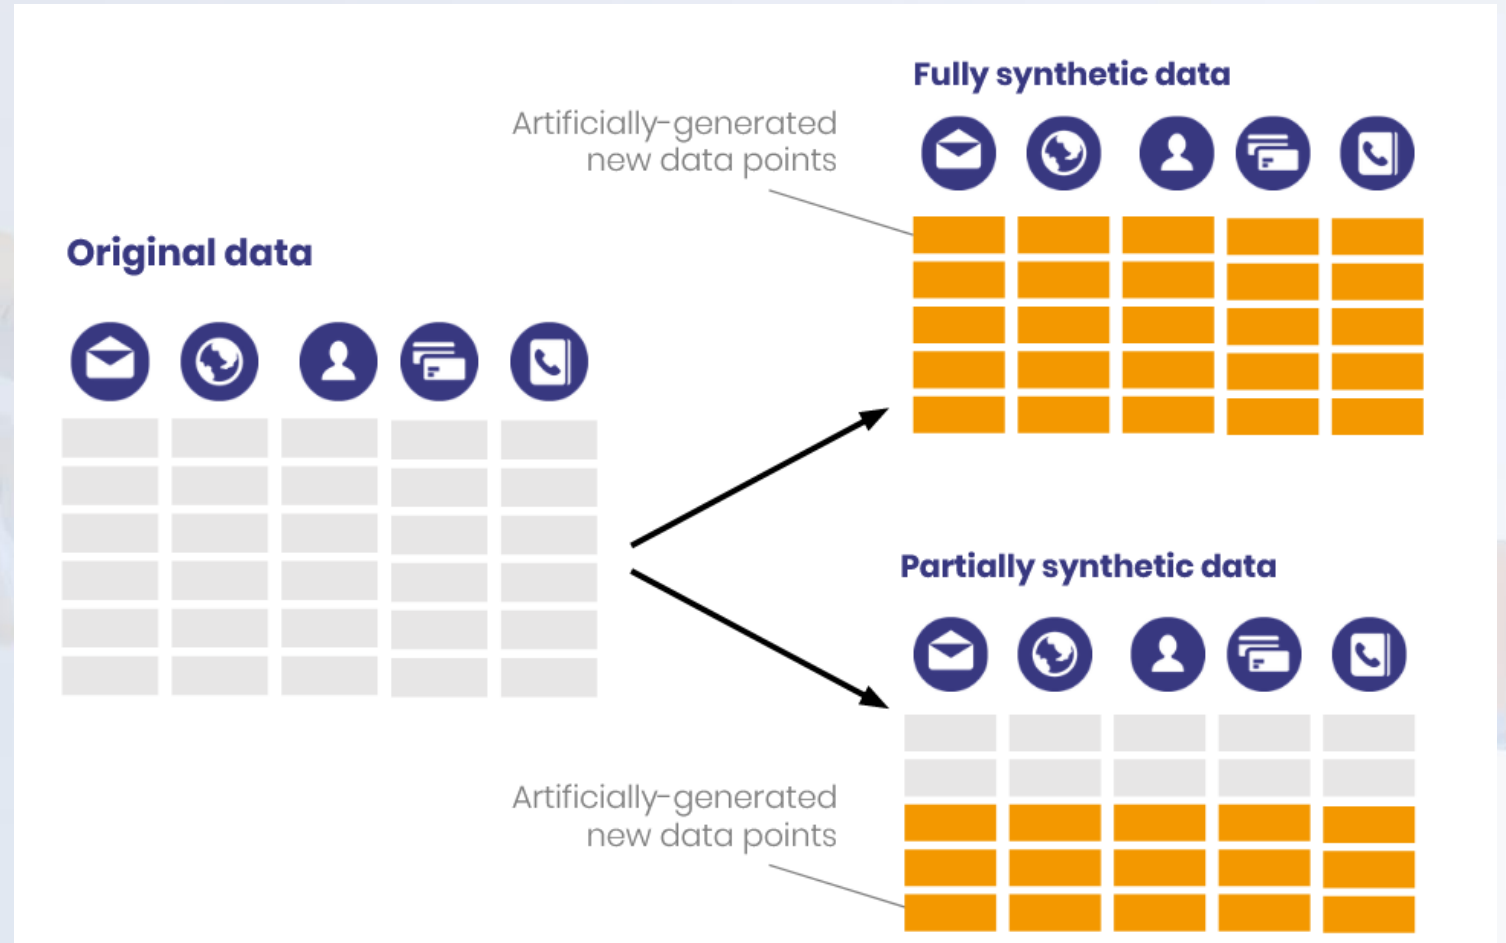 Fully synthetic data
Artificially-generated
new data points
Original data
Partially synthetic data
Artificially-generated
new data points